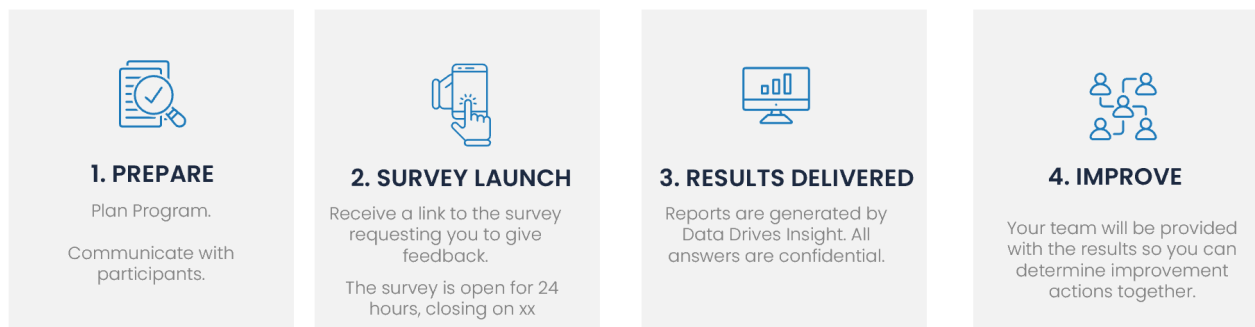 1. PREPARE
Plan Program.
Communicate with
participants.
2. SURVEY LAUNCH
Receive a link to the survey
requesting you to give
feedback.
The survey is open for 24
hours, closing on xx
3. RESULTS DELIVERED
Reports are generated by
Data Drives Insight. All
answers are confidential.
4. IMPROVE
Your team will be provided
with the results so you can
determine improvement
actions together.